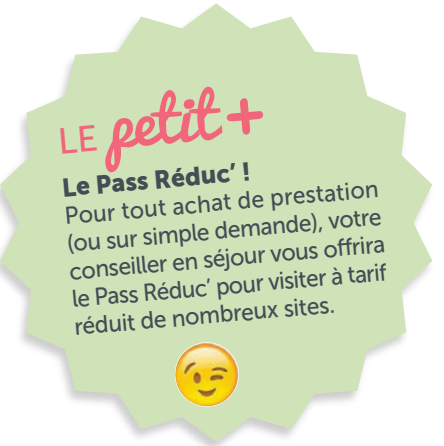 LE petit +
Le Pass Réduc' !
Pour tout achat de prestation
(ou sur simple demande), votre
conseiller en séjour vous offrira
le Pass Réduc' pour visiter à tarif
réduit de nombreux sites.